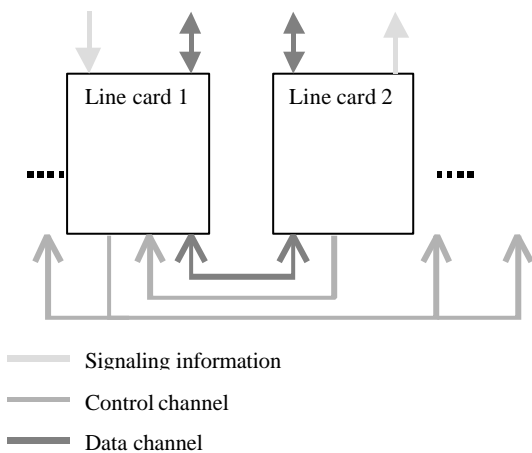 Line card 1
Line card 2
Signaling information
Control channel
Data channel